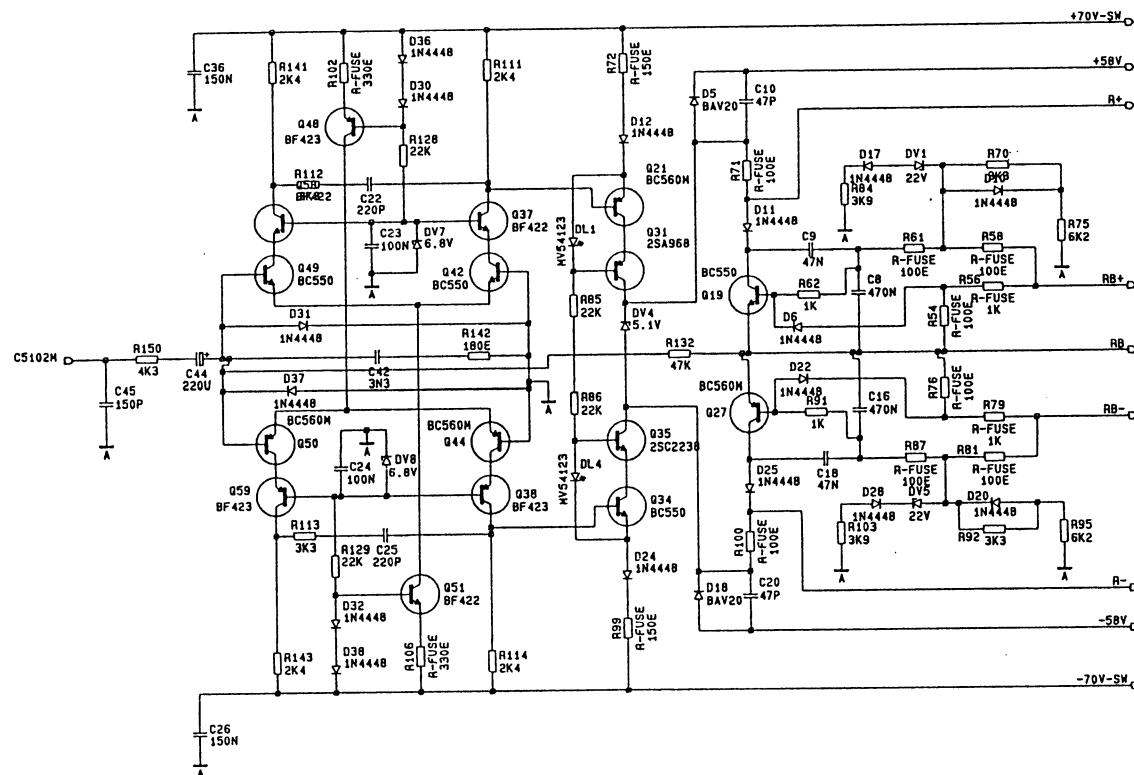 +70V-SW
+58V
R+
C36
150N
A
R141
2K4
R102
R-FUSE
330E
D36
1N4448
D30
1N4448
R111
2K4
R72
R-FUSE
150E
D5
BAV20
C10
47P
Q48
BF423
R128
22K
D12
1N4448
Q21
BC560M
R71
R-FUSE
100E
D17
1N4448
DV1
22V
R70
R84
3K9
A
1N4448
R75
6K2
A
R112
C22
220P
C23
100N
A
DV7
6.8V
Q37
BF422
DL1
MV54123
Q31
2SA968
D11
1N4448
C9
47N
R61
R-FUSE
100E
R58
R-FUSE
100E
Q49
BC550
Q42
BC550
BC550
Q19
R62
1K
C8
470N
R56
R-FUSE
1K
RB+
R85
22K
DV4
5.1V
D6
1N4448
R54
R-FUSE
100E
D31
1N4448
R142
180E
C5102M
R150
4K3
C44
220U
C42
3N3
R132
47K
RB
C45
150P
A
D37
1N4448
A
R86
22K
BC560M
Q27
D22
1N4448
R91
1K
C16
470N
R76
R-FUSE
100E
R79
R-FUSE
1K
RB-
BC560M
Q50
BC560M
Q44
A
C24
100N
DV8
6.8V
Q35
2SC2238
C18
47N
R87
R-FUSE
100E
R81
R-FUSE
100E
Q59
BF423
Q38
BF423
MV54123
DL4
Q34
BC550
D25
1N4448
D28
1N4448
DV5
22V
D20
1N4448
R92
3K3
R103
3K9
A
R95
6K2
A
R113
3K3
C25
220P
R129
22K
R100
R-FUSE
100E
D24
1N4448
Q51
BF422
D18
BAV20
C20
47P
R-
D32
1N4448
D38
1N4448
R99
R-FUSE
150E
-58V
R143
2K4
R106
R-FUSE
330E
R114
2K4
-70V-SW
C26
150N
A